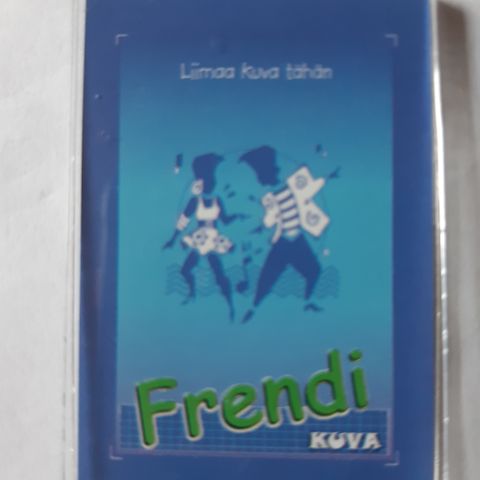 Liimaa kuva tähän
Frendi
KUVA